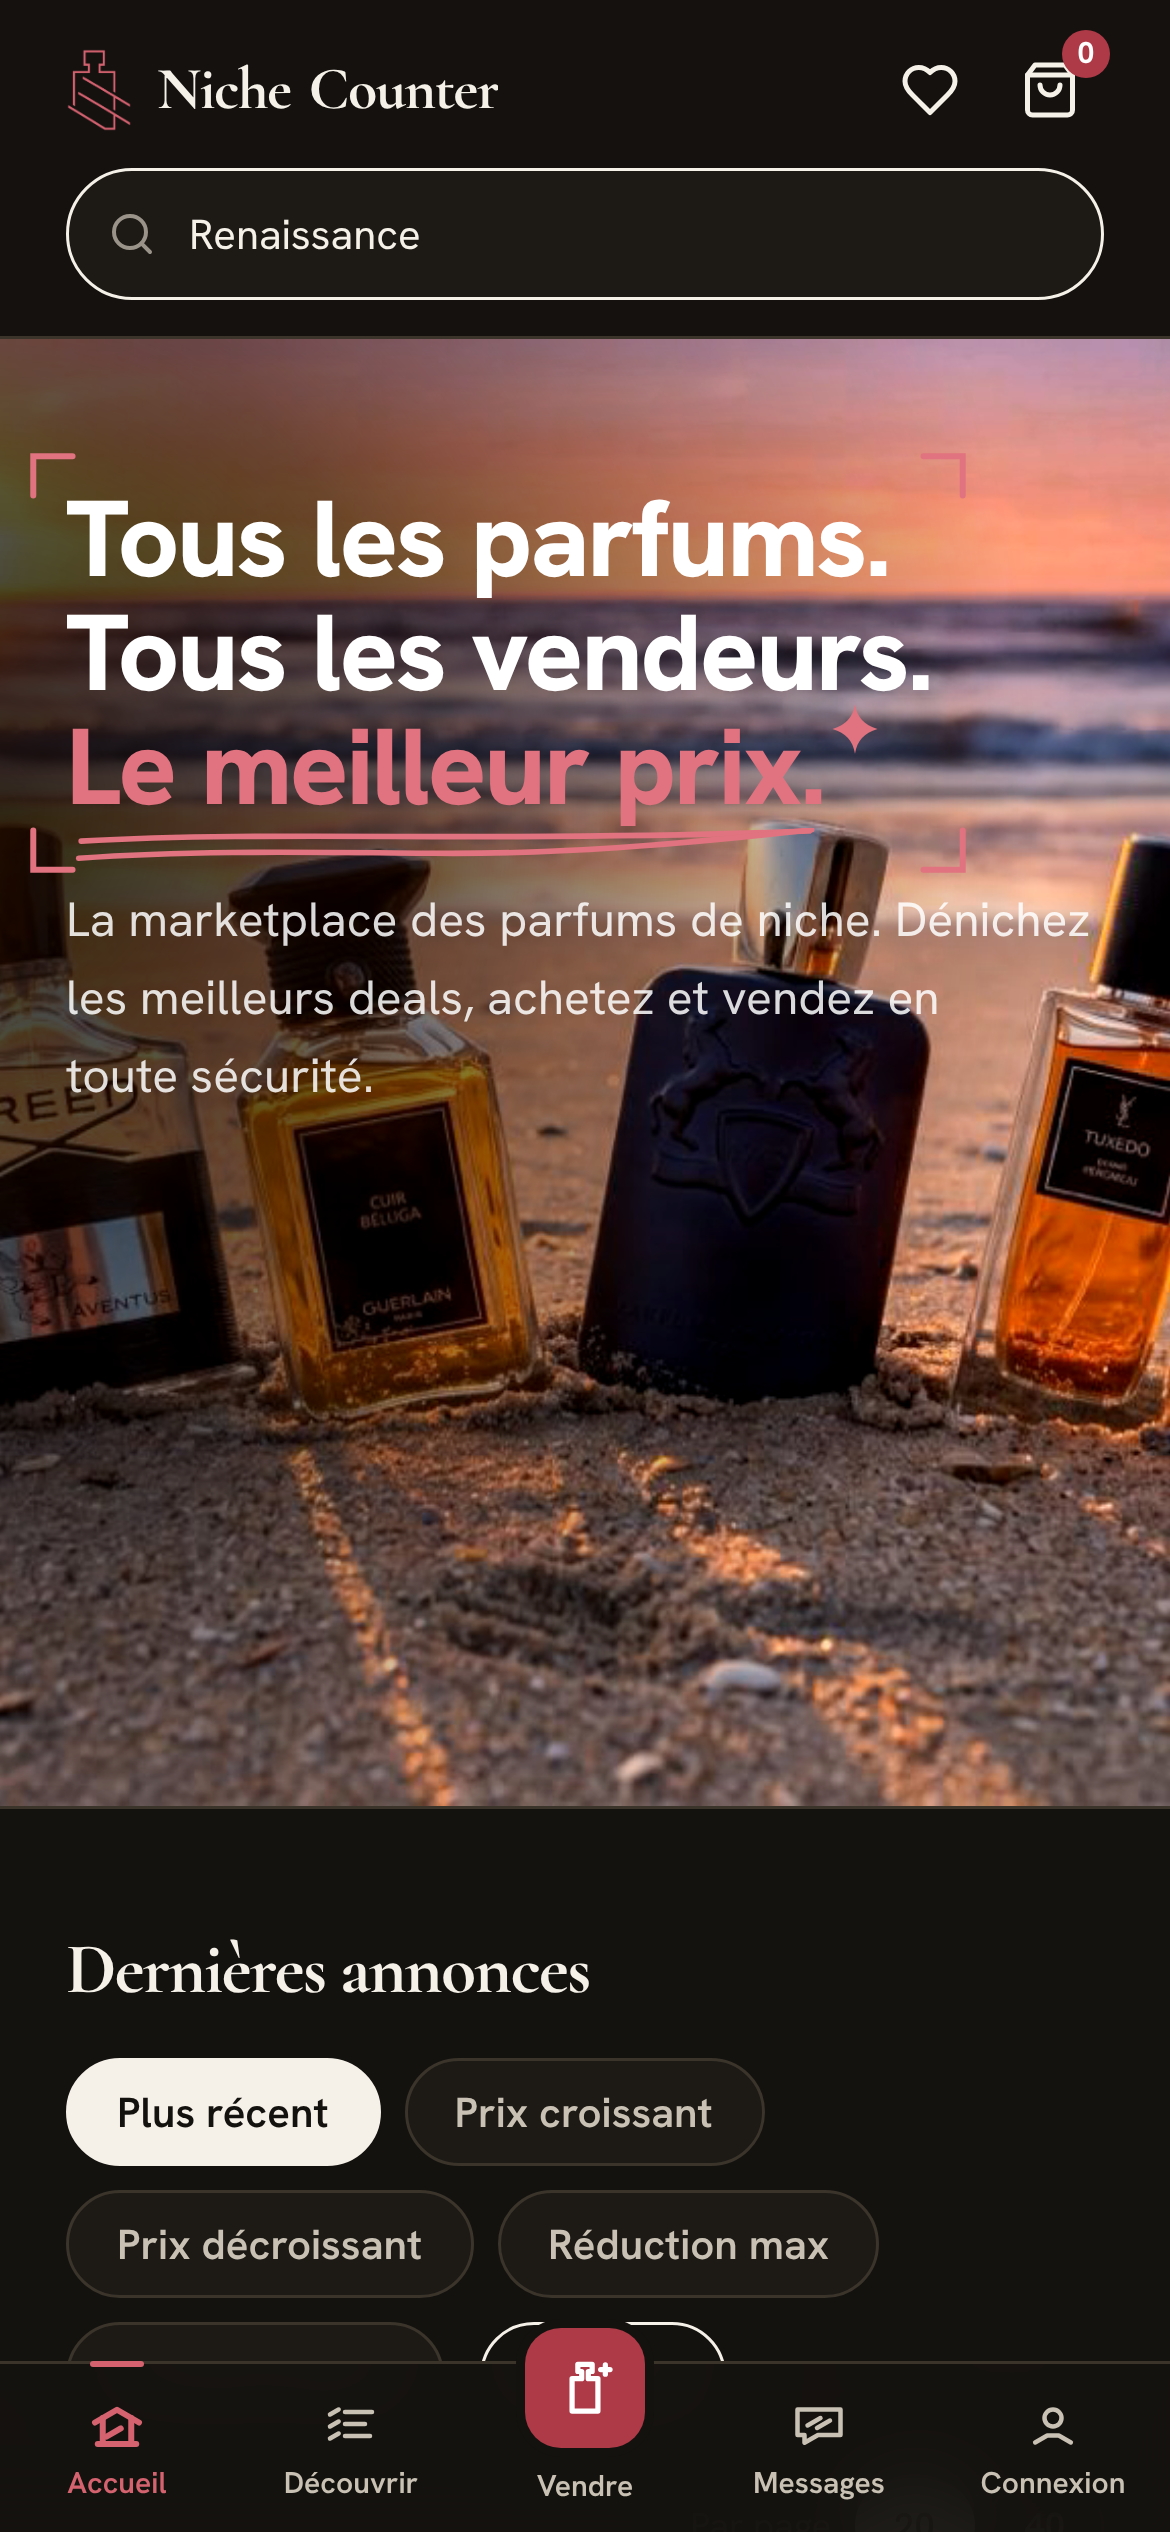 Niche Counter
0
Renaissance
Tous les parfums.
Tous les vendeurs.
Le meilleur prix.
La marketplace des parfums de niche. Dénichez
les meilleurs deals, achetez et vendez en
toute sécurité.
CUIR
BELUGA
GUERLAIN
PARIS
AVENTUS
TUXEDO
Dernières annonces
Plus récent
Prix croissant
Prix décroissant
Réduction max
Accueil
Découvrir
Vendre
Messages
Connexion